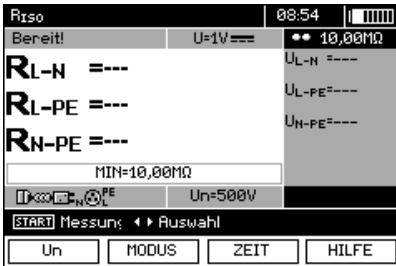 RISO 08:54
Bereit! U=1V 10,00MΩ
RL-N =---
UL-N =---
RL-PE =---
UL-PE=---
RN-PE =---
UN-PE=---
MIN=10,00MΩ
N PE L Un=500V
START Messung Auswahl
Un MODUS ZEIT HILFE